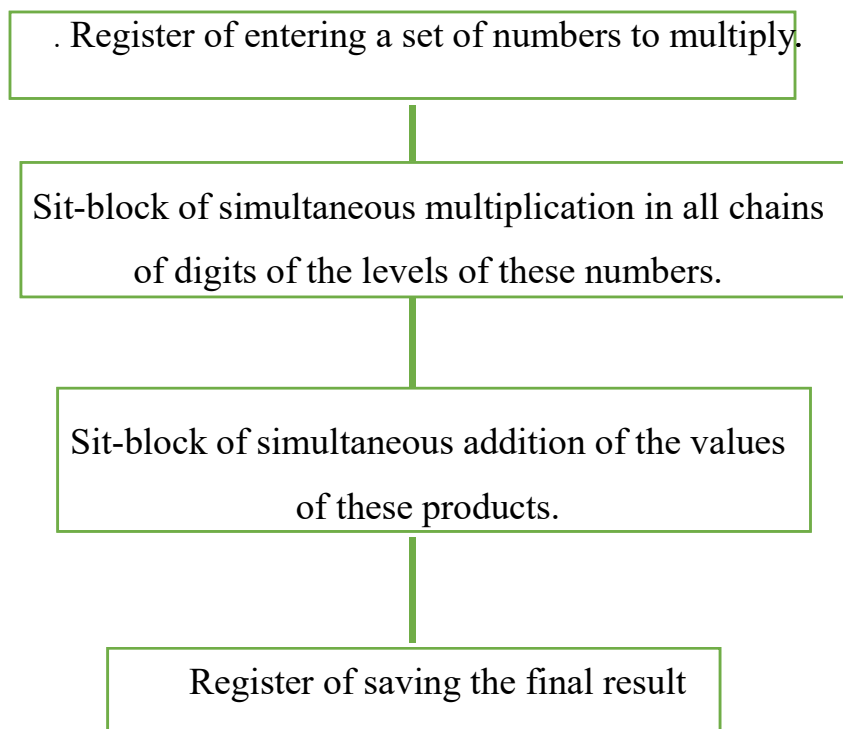 . Register of entering a set of numbers to multiply.
Sit-block of simultaneous multiplication in all chains
of digits of the levels of these numbers.
Sit-block of simultaneous addition of the values
of these products.
Register of saving the final result